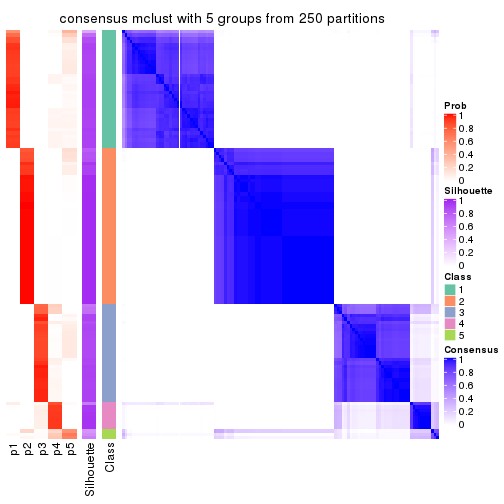 consensus mclust with 5 groups from 250 partitions
Prob
1
0.8
0.6
0.4
0.2
0
Silhouette
1
0.8
0.6
0.4
0.2
0
Class
1
2
3
4
5
Consensus
1
0.8
0.6
0.4
0.2
0
p1
p2
p3
p4
p5
Silhouette
Class